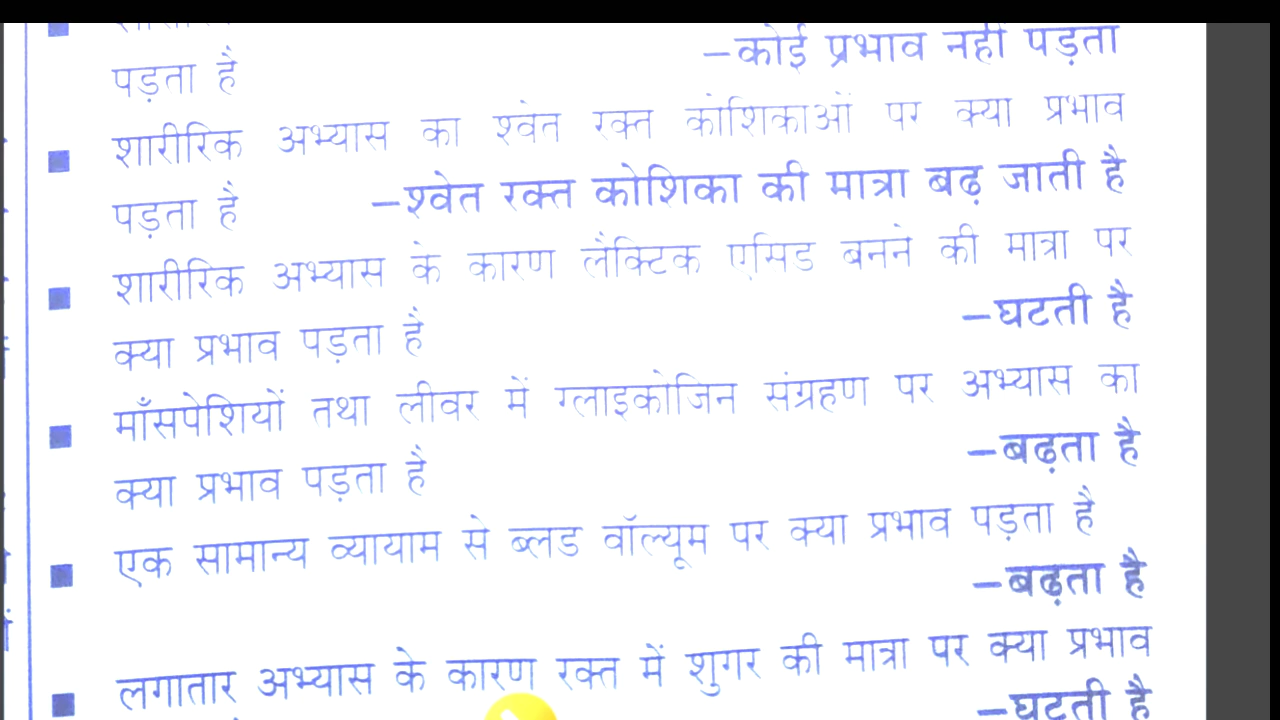 –कोई प्रभाव नहीं पड़ता
पड़ता है
शारीरिक अभ्यास का श्वेत रक्त कोशिकाओं पर क्या प्रभाव
पड़ता है –श्वेत रक्त कोशिका की मात्रा बढ़ जाती है
शारीरिक अभ्यास के कारण लैक्टिक एसिड बनने की मात्रा पर
क्या प्रभाव पड़ता है –घटती है
माँसपेशियों तथा लीवर में ग्लाइकोजिन संग्रहण पर अभ्यास का
क्या प्रभाव पड़ता है –बढ़ता है
एक सामान्य व्यायाम से ब्लड वॉल्यूम पर क्या प्रभाव पड़ता है
–बढ़ता है
लगातार अभ्यास के कारण रक्त में शुगर की मात्रा पर क्या प्रभाव
–घटती है